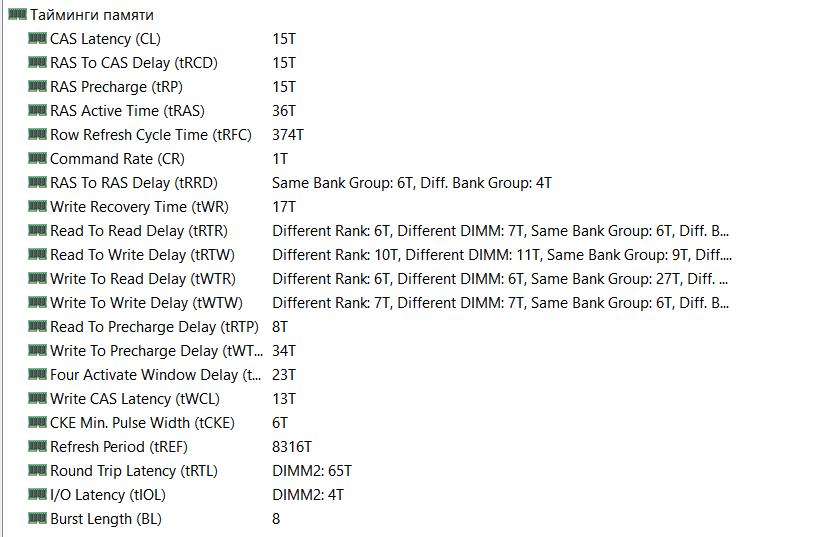 Тайминги памяти
CAS Latency (CL) 15T
RAS To CAS Delay (tRCD) 15T
RAS Precharge (tRP) 15T
RAS Active Time (tRAS) 36T
Row Refresh Cycle Time (tRFC) 374T
Command Rate (CR) 1T
RAS To RAS Delay (tRRD) Same Bank Group: 6T, Diff. Bank Group: 4T
Write Recovery Time (tWR) 17T
Read To Read Delay (tRTR) Different Rank: 6T, Different DIMM: 7T, Same Bank Group: 6T, Diff. B...
Read To Write Delay (tRTW) Different Rank: 10T, Different DIMM: 11T, Same Bank Group: 9T, Diff....
Write To Read Delay (tWTR) Different Rank: 6T, Different DIMM: 6T, Same Bank Group: 27T, Diff. ...
Write To Write Delay (tWTW) Different Rank: 7T, Different DIMM: 7T, Same Bank Group: 6T, Diff. B...
Read To Precharge Delay (tRTP) 8T
Write To Precharge Delay (tWT... 34T
Four Activate Window Delay (t... 23T
Write CAS Latency (tWCL) 13T
CKE Min. Pulse Width (tCKE) 6T
Refresh Period (tREF) 8316T
Round Trip Latency (tRTL) DIMM2: 65T
I/O Latency (tIOL) DIMM2: 4T
Burst Length (BL) 8